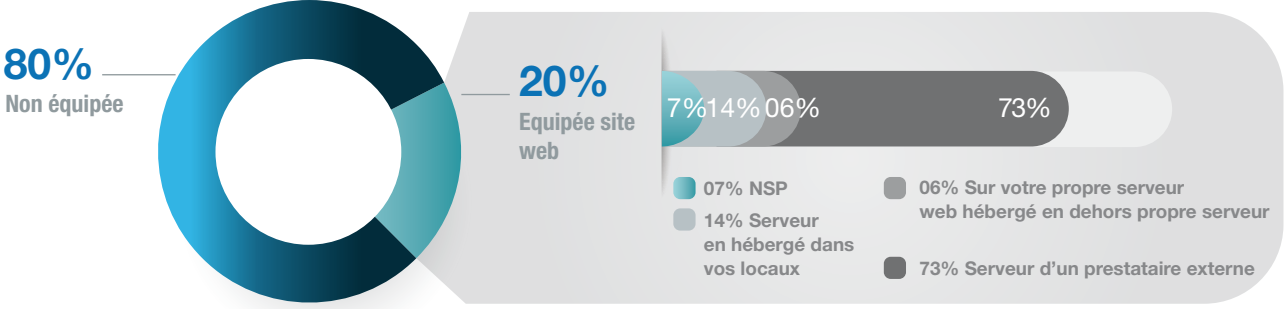 80%
Non équipée
20%
Equipée site
web
7%14%06% 73%
07% NSP
14% Serveur
en hébergé dans
vos locaux
06% Sur votre propre serveur
web hébergé en dehors propre serveur
73% Serveur d’un prestataire externe